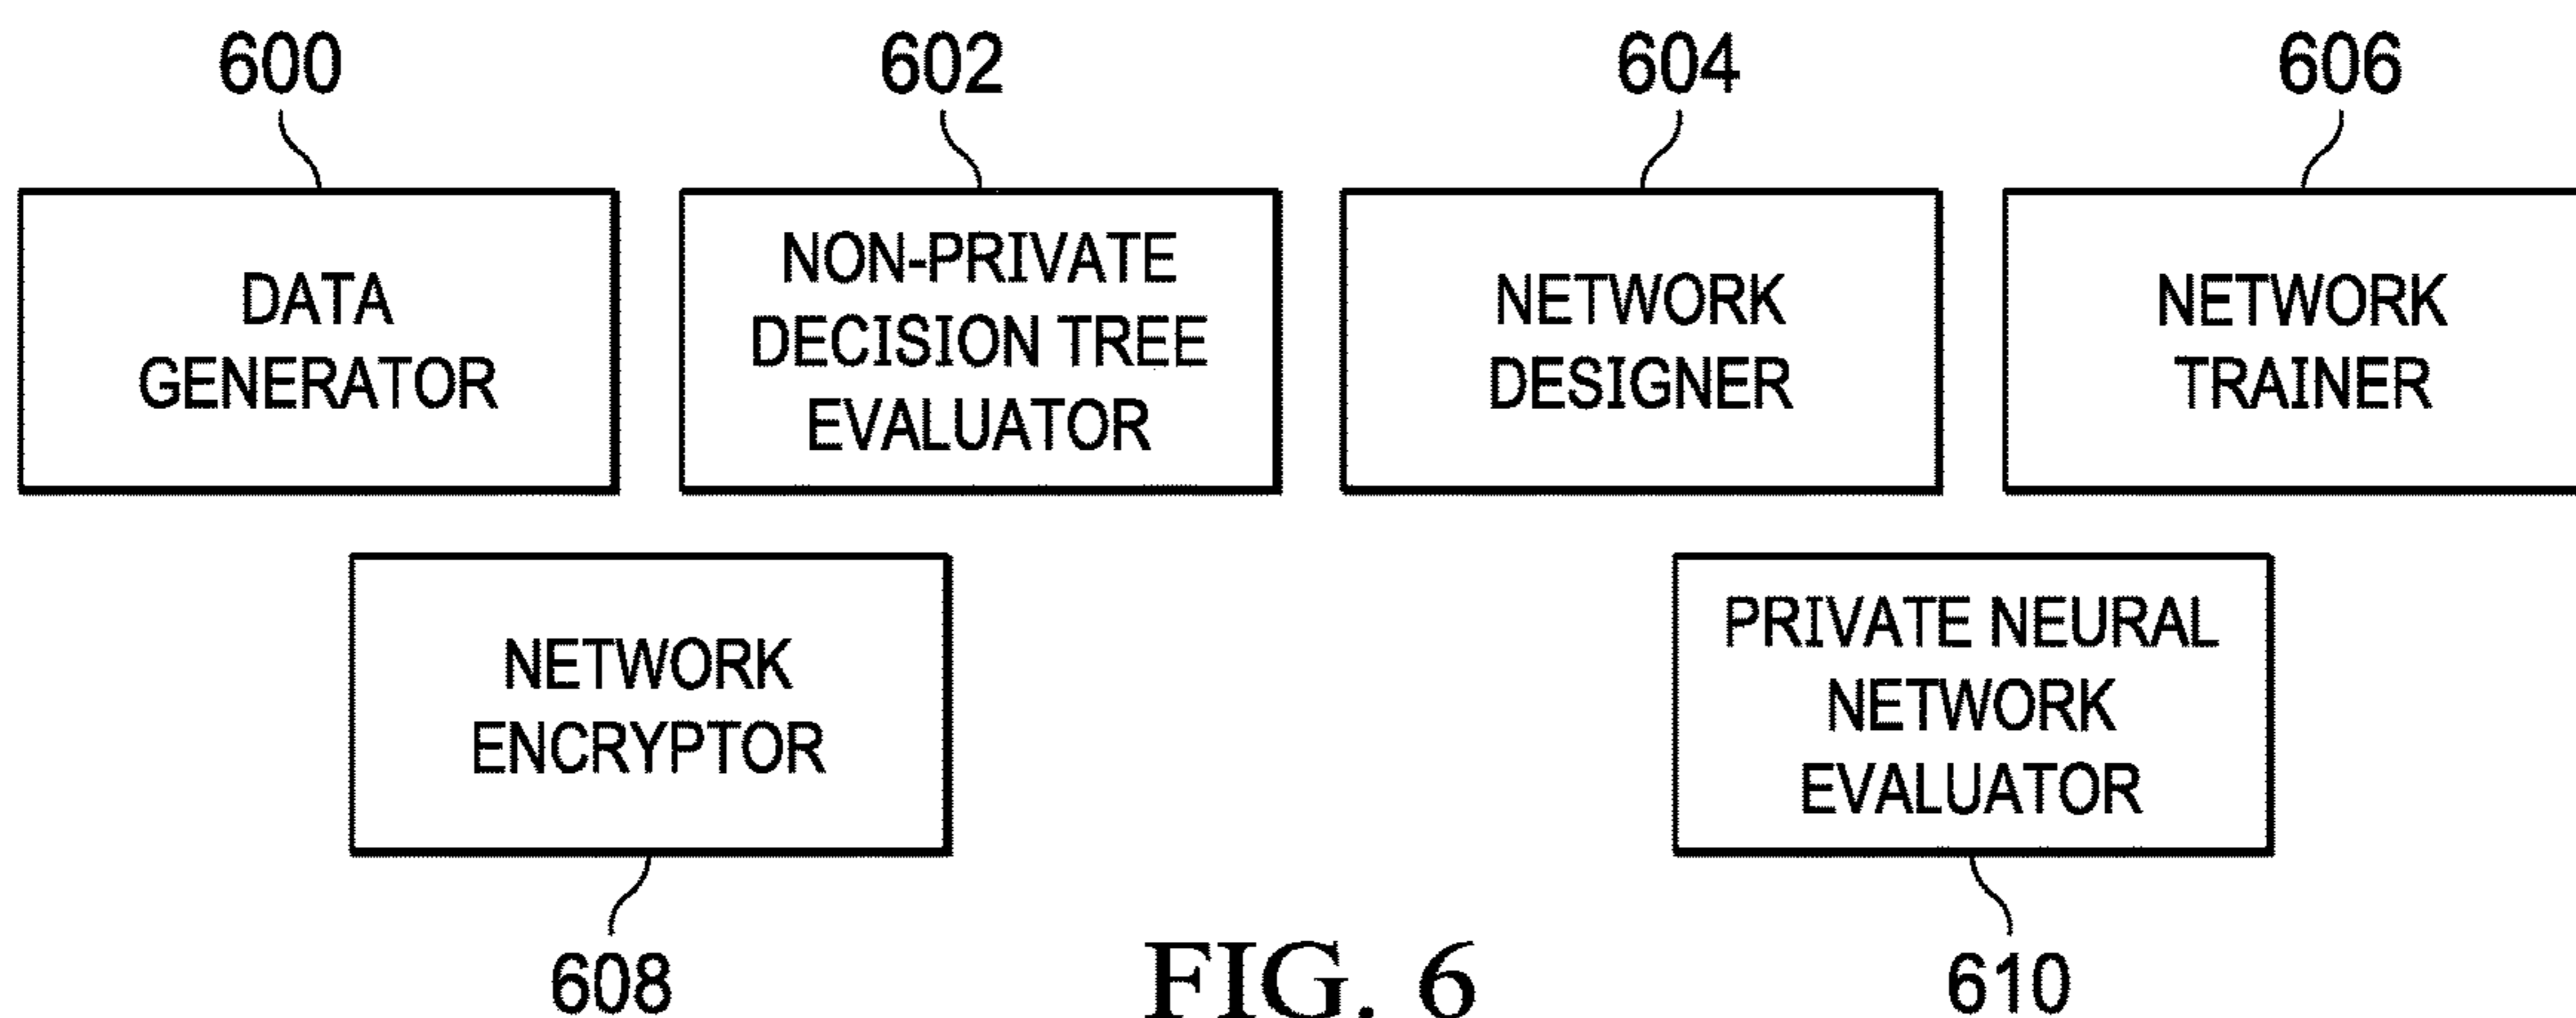 600
602
604
606
DATA
GENERATOR
NON-PRIVATE
DECISION TREE
EVALUATOR
NETWORK
DESIGNER
NETWORK
TRAINER
NETWORK
ENCRYPTOR
PRIVATE NEURAL
NETWORK
EVALUATOR
608
610
FIG. 6